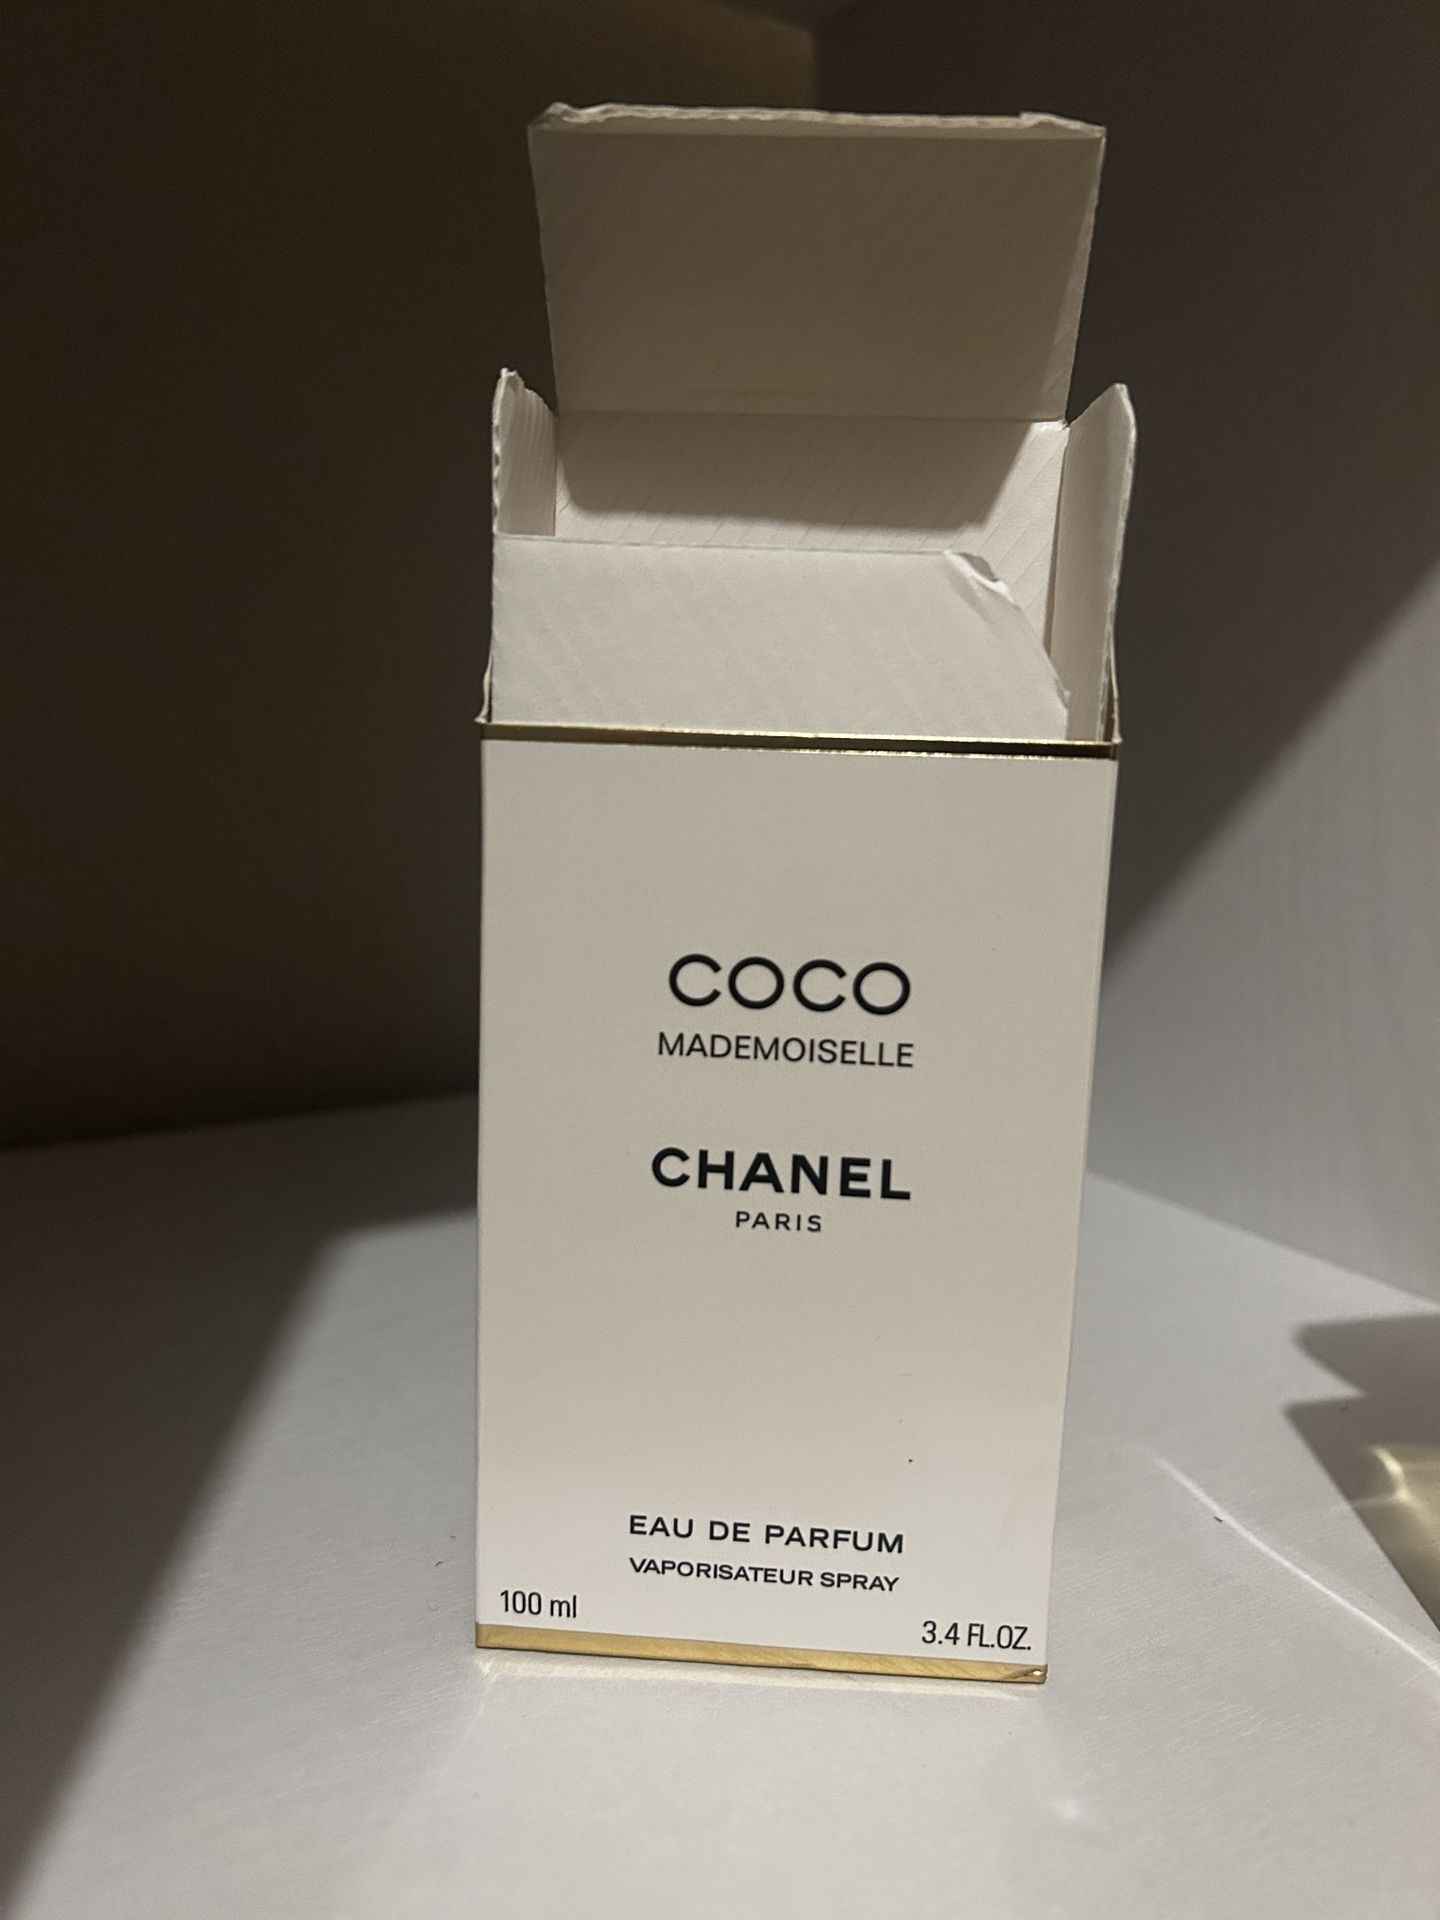 COCO
MADEMOISELLE
CHANEL
PARIS
EAU DE PARFUM
VAPORISATEUR SPRAY
100 ml
3.4 FL.OZ.